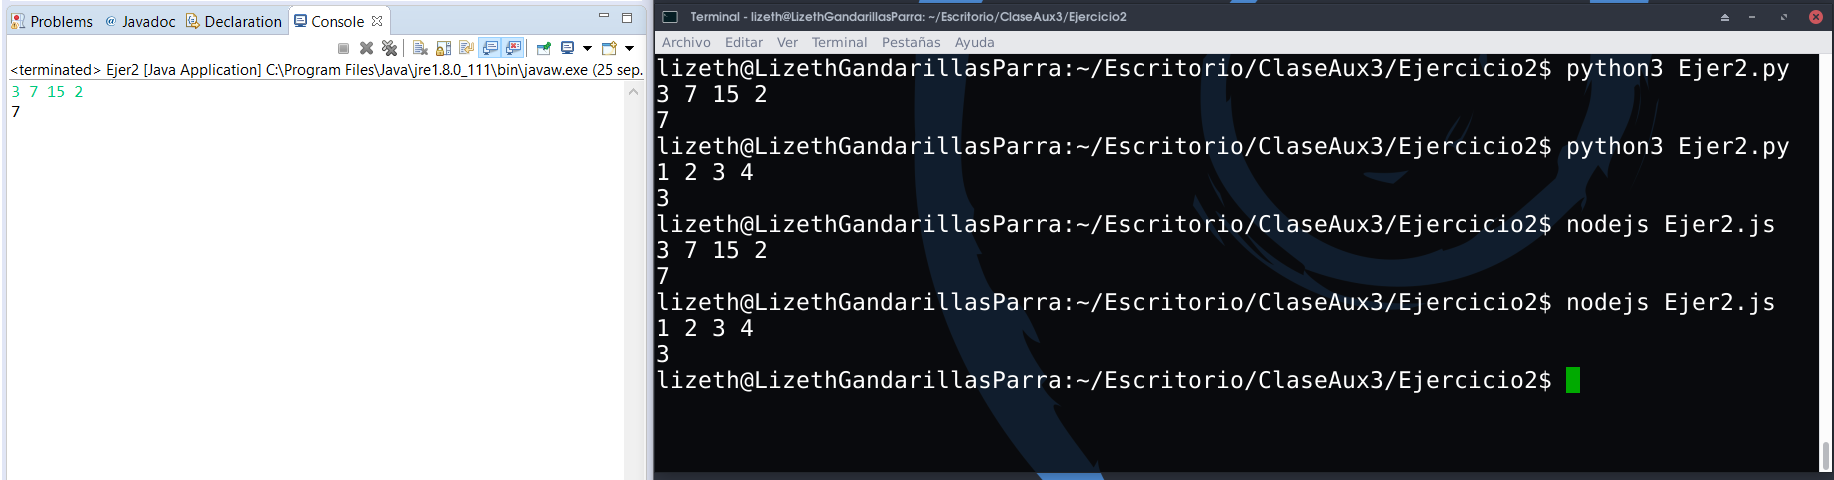 Problems @ Javadoc Declaration Console
<terminated> Ejer2 [Java Application] C:\Program Files\Java\jre1.8.0_111\bin\javaw.exe (25 sep.
3 7 15 2
7
Terminal - lizeth@LizethGandarillasParra: ~/Escritorio/ClaseAux3/Ejercicio2
Archivo Editar Ver Terminal Pestañas Ayuda
lizeth@LizethGandarillasParra:~/Escritorio/ClaseAux3/Ejercicio2$ python3 Ejer2.py
3 7 15 2
7
lizeth@LizethGandarillasParra:~/Escritorio/ClaseAux3/Ejercicio2$ python3 Ejer2.py
1 2 3 4
3
lizeth@LizethGandarillasParra:~/Escritorio/ClaseAux3/Ejercicio2$ nodejs Ejer2.js
3 7 15 2
7
lizeth@LizethGandarillasParra:~/Escritorio/ClaseAux3/Ejercicio2$ nodejs Ejer2.js
1 2 3 4
3
lizeth@LizethGandarillasParra:~/Escritorio/ClaseAux3/Ejercicio2$